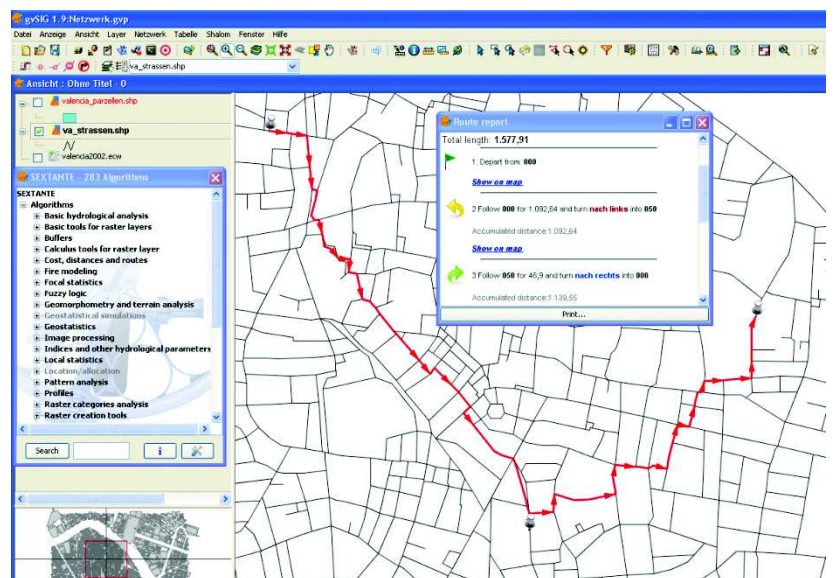 gvSIG 1.9:Netzwerk.gvp
Datei Anzeige Ansicht Layer Netzwerk Tabelle Shalom Fenster Hilfe
va_strassen.shp
Ansicht : Ohne Titel - 0
valencia_parzellen.shp
va_strassen.shp
valencia2002.ecw
SEXTANTE - 283 Algorithms
SEXTANTE
Algorithms
Basic hydrological analysis
Basic tools for raster layers
Buffers
Calculus tools for raster layer
Cost, distances and routes
Fire modeling
Focal statistics
Fuzzy logic
Geomorphometry and terrain analysis
Geostatistical simulations
Geostatistics
Image processing
Indices and other hydrological parameters
Local statistics
Location/allocation
Pattern analysis
Profiles
Raster categories analysis
Raster creation tools
Search
i
Route report
Total length: 1.577,91
1. Depart from: 000
Show on map
2 Follow 000 for 1.092,64 and turn nach links into 050
Accumulated distance:1.092,64
Show on map
3 Follow 050 for 46,9 and turn nach rechts into 000
Accumulated distance:1.139,55
Print...